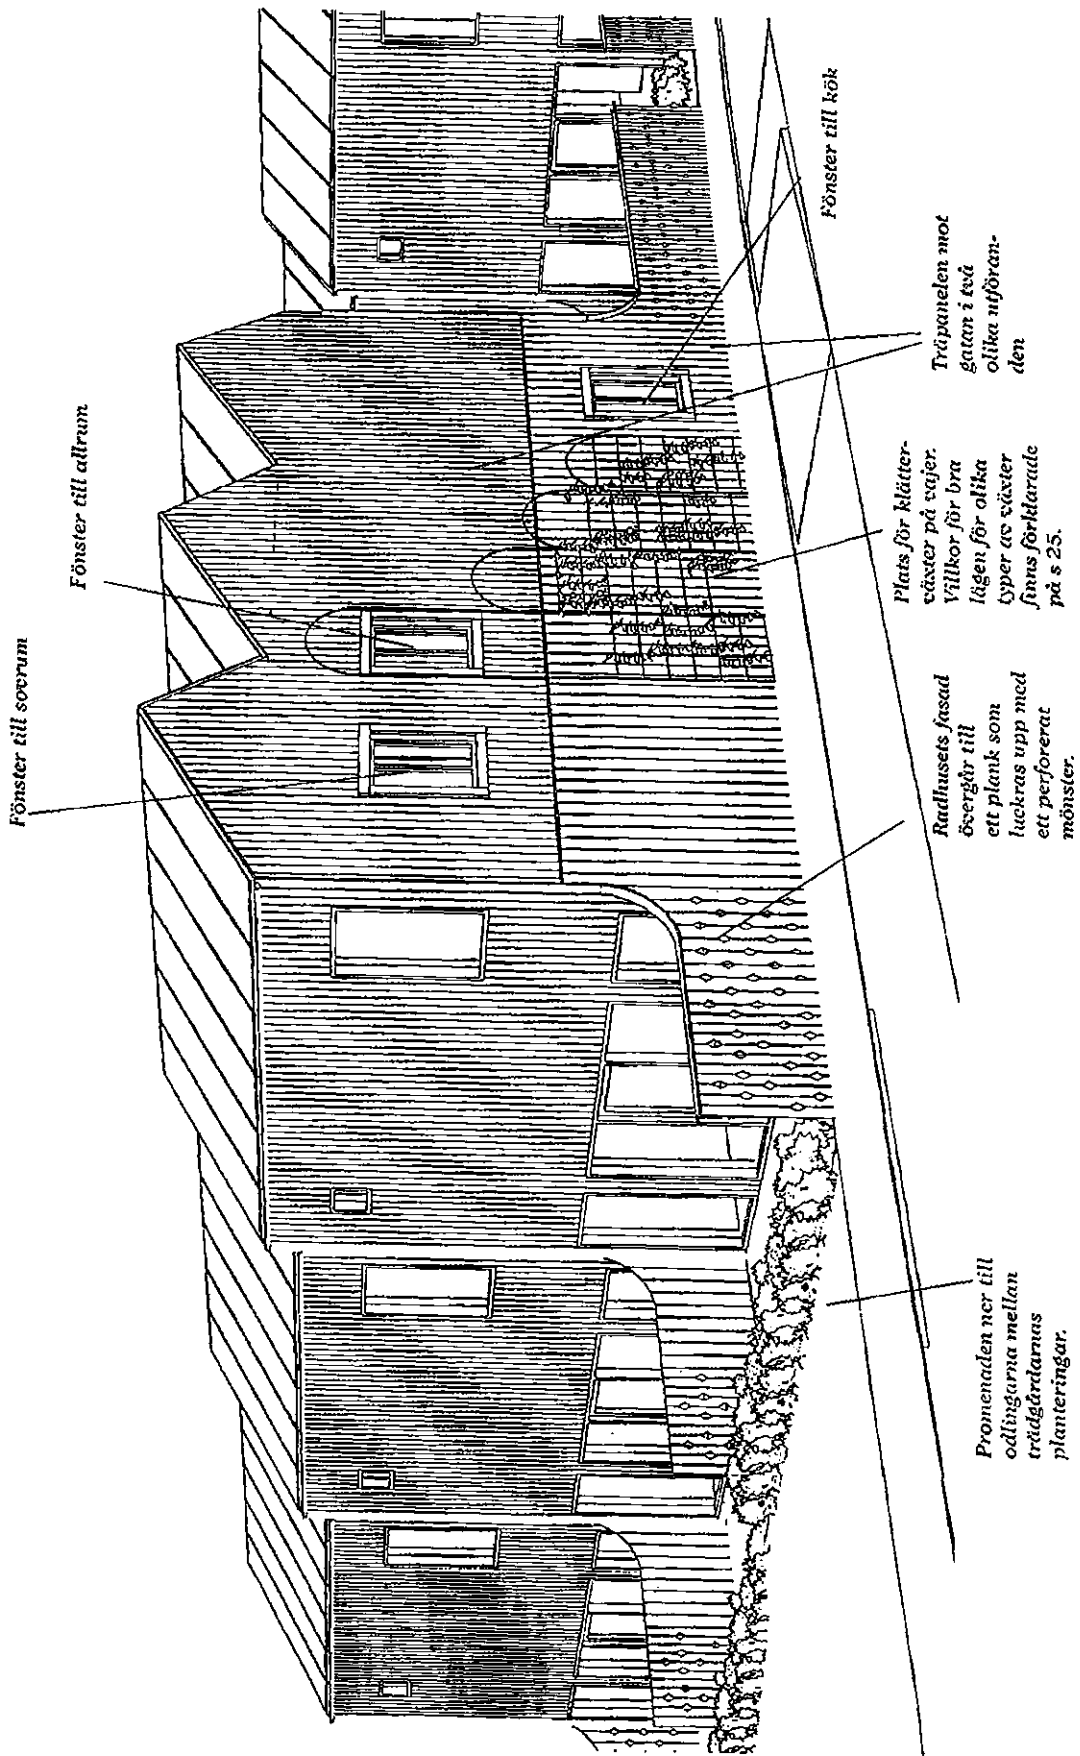 Fönster till sovrum
Fönster till allrum
Promenaden ner till
odlingarna mellan
trädgårdarnas
planteringar.
Radhusets fasad
övergår till
ett plank som
luckras upp med
ett perforerat
mönster.
Plats för klätter-
växter på vajer.
Villkor för bra
lägen för olika
typer av växter
finns förklarade
på s 25.
Träpanelen mot
gatan i två
olika utföran-
den
Fönster till kök